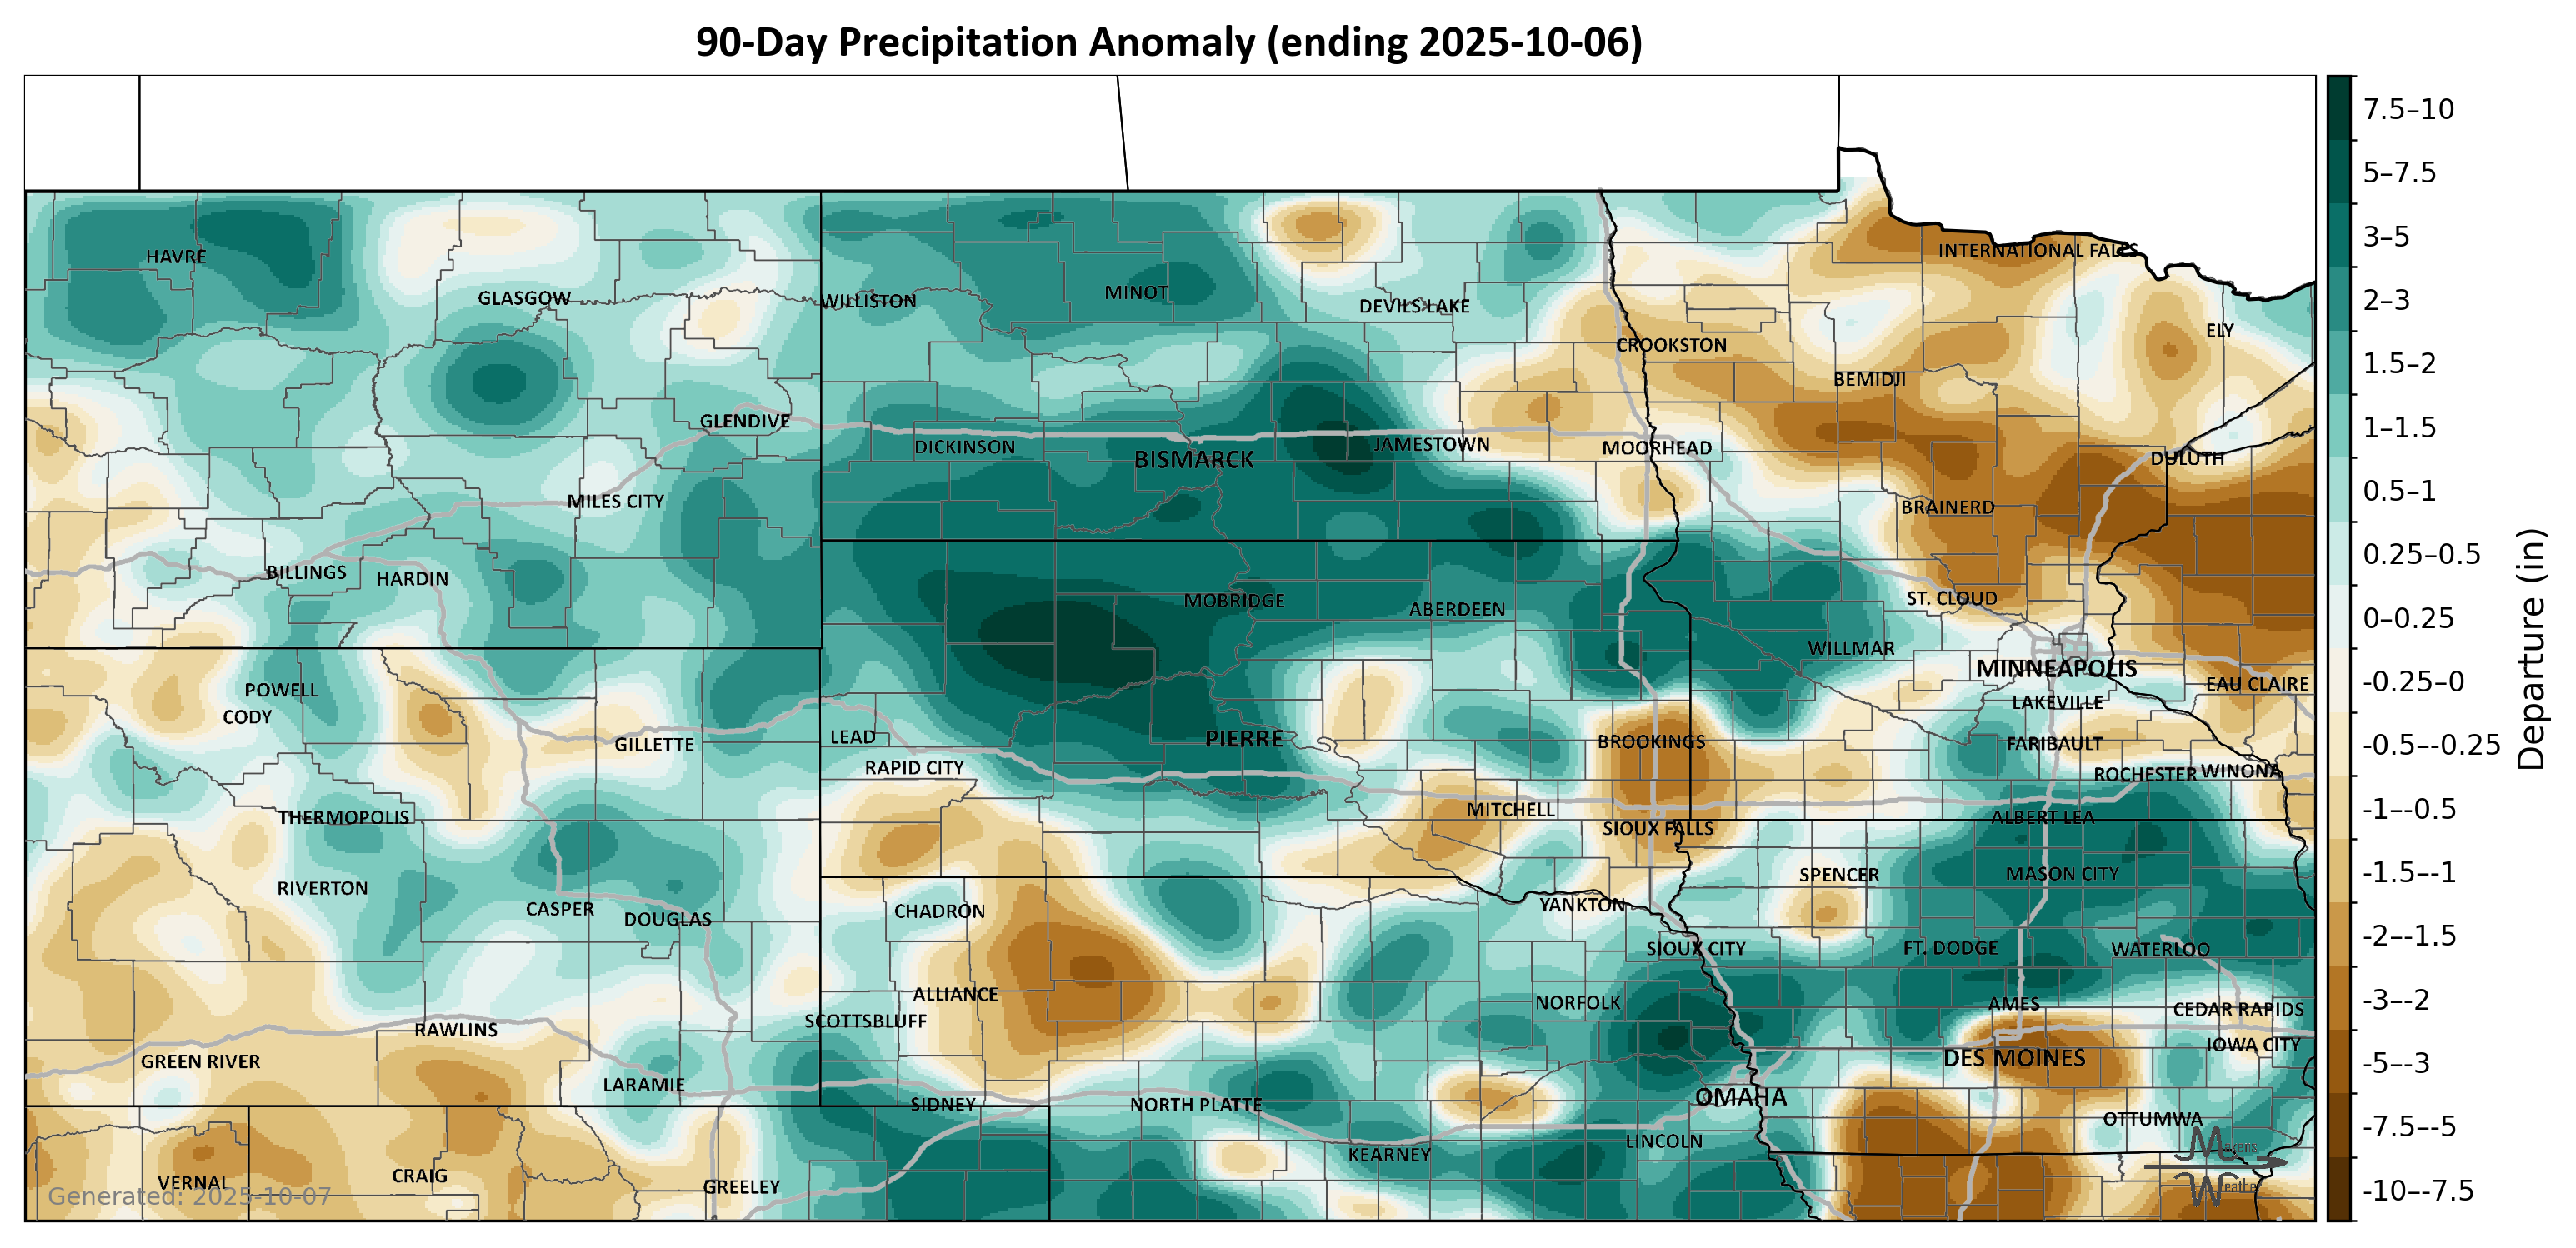 90-Day Precipitation Anomaly (ending 2025-10-06)
HAVRE
GLASGOW
WILLISTON
MINOT
DEVILS LAKE
CROOKSTON
INTERNATIONAL FALLS
ELY
BEMIDJI
GLENDIVE
DICKINSON
BISMARCK
JAMESTOWN
MOORHEAD
DULUTH
MILES CITY
BRAINERD
BILLINGS
HARDIN
MOBRIDGE
ABERDEEN
ST. CLOUD
WILLMAR
MINNEAPOLIS
EAU CLAIRE
POWELL
CODY
LAKEVILLE
GILLETTE
LEAD
PIERRE
BROOKINGS
FARIBAULT
RAPID CITY
ROCHESTER
WINONA
THERMOPOLIS
MITCHELL
SIOUX FALLS
ALBERT LEA
RIVERTON
SPENCER
MASON CITY
CASPER
DOUGLAS
CHADRON
YANKTON
SIOUX CITY
FT. DODGE
WATERLOO
ALLIANCE
NORFOLK
AMES
CEDAR RAPIDS
SCOTTSBLUFF
RAWLINS
GREEN RIVER
DES MOINES
IOWA CITY
LARAMIE
SIDNEY
NORTH PLATTE
OMAHA
OTTUMWA
KEARNEY
LINCOLN
VERNAL
CRAIG
GREELEY
Generated: 2025-10-07
Myers
Weather
7.5–10
5–7.5
3–5
2–3
1.5–2
1–1.5
0.5–1
0.25–0.5
0–0.25
-0.25–0
-0.5–-0.25
-1–-0.5
-1.5–-1
-2–-1.5
-3–-2
-5–-3
-7.5–-5
-10–-7.5
Departure (in)